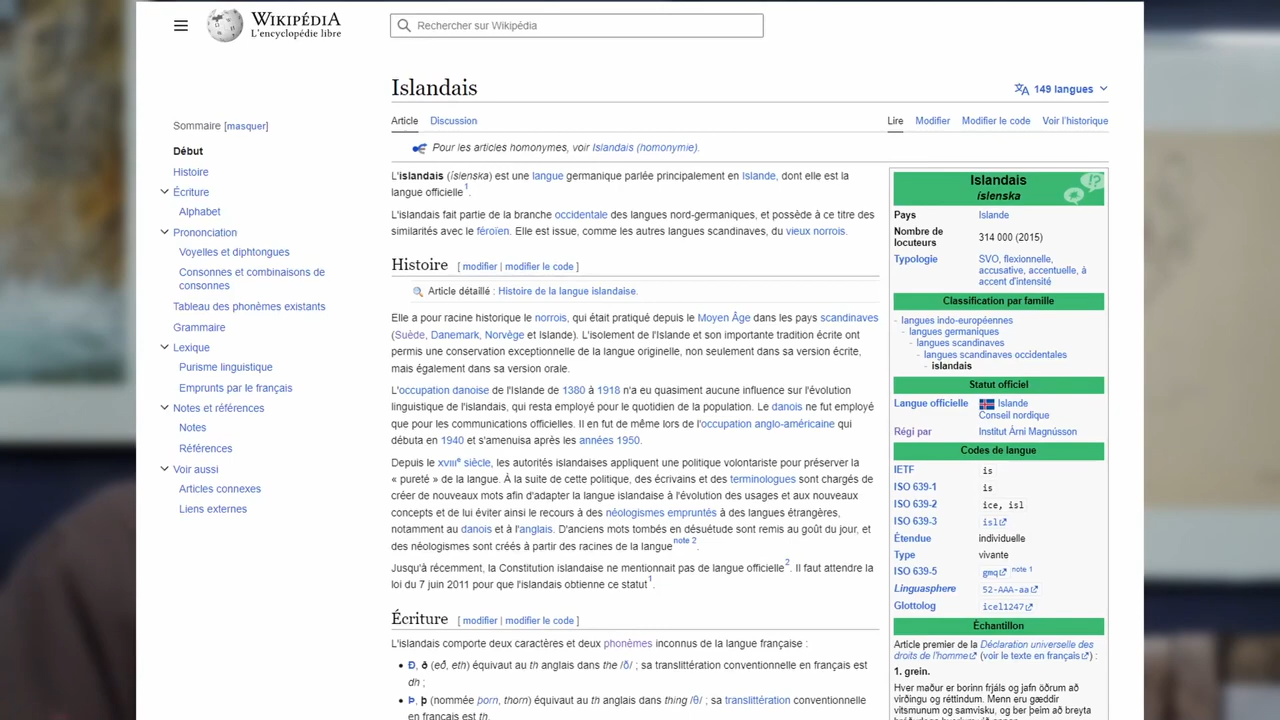 WIKIPÉDIA
L'encyclopédie libre
Rechercher sur Wikipédia
Islandais
149 langues
Article Discussion
Lire Modifier Modifier le code Voir l'historique
Sommaire [masquer]
Début
Histoire
Écriture
Alphabet
Prononciation
Voyelles et diphtongues
Consonnes et combinaisons de
consonnes
Tableau des phonèmes existants
Grammaire
Lexique
Purisme linguistique
Emprunts par le français
Notes et références
Notes
Références
Voir aussi
Articles connexes
Liens externes
Pour les articles homonymes, voir Islandais (homonymie).
L'islandais (íslenska) est une langue germanique parlée principalement en Islande, dont elle est la
langue officielle1.
L'islandais fait partie de la branche occidentale des langues nord-germaniques, et possède à ce titre des
similarités avec le féroïen. Elle est issue, comme les autres langues scandinaves, du vieux norrois.
Histoire [ modifier | modifier le code ]
Article détaillé : Histoire de la langue islandaise.
Elle a pour racine historique le norrois, qui était pratiqué depuis le Moyen Âge dans les pays scandinaves
(Suède, Danemark, Norvège et Islande). L'isolement de l'Islande et son importante tradition écrite ont
permis une conservation exceptionnelle de la langue originelle, non seulement dans sa version écrite,
mais également dans sa version orale.
L'occupation danoise de l'Islande de 1380 à 1918 n'a eu quasiment aucune influence sur l'évolution
linguistique de l'islandais, qui resta employé pour le quotidien de la population. Le danois ne fut employé
que pour les communications officielles. Il en fut de même lors de l'occupation anglo-américaine qui
débuta en 1940 et s'amenuisa après les années 1950.
Depuis le XVIIIe siècle, les autorités islandaises appliquent une politique volontariste pour préserver la
« pureté » de la langue. À la suite de cette politique, des écrivains et des terminologues sont chargés de
créer de nouveaux mots afin d'adapter la langue islandaise à l'évolution des usages et aux nouveaux
concepts et de lui éviter ainsi le recours à des néologismes empruntés à des langues étrangères,
notamment au danois et à l'anglais. D'anciens mots tombés en désuétude sont remis au goût du jour, et
des néologismes sont créés à partir des racines de la langue note 2.
Jusqu'à récemment, la Constitution islandaise ne mentionnait pas de langue officielle2. Il faut attendre la
loi du 7 juin 2011 pour que l'islandais obtienne ce statut1.
Écriture [ modifier | modifier le code ]
L'islandais comporte deux caractères et deux phonèmes inconnus de la langue française :
• Ð, ð (eð, eth) équivaut au th anglais dans the /ð/ ; sa translittération conventionnelle en français est
dh ;
• Þ, þ (nommée þorn, thorn) équivaut au th anglais dans thing /θ/ ; sa translittération conventionnelle
en français est th.
Islandais
íslenska
Pays Islande
Nombre de
locuteurs 314 000 (2015)
Typologie SVO, flexionnelle,
accusative, accentuelle, à
accent d'intensité
Classification par famille
- langues indo-européennes
- langues germaniques
- langues scandinaves
- langues scandinaves occidentales
- islandais
Statut officiel
Langue officielle Islande
Conseil nordique
Régi par Institut Árni Magnússon
Codes de langue
IETF is
ISO 639-1 is
ISO 639-2 ice, isl
ISO 639-3 isl
Étendue individuelle
Type vivante
ISO 639-5 gmq note 1
Linguasphere 52-AAA-aa
Glottolog icel1247
Échantillon
Article premier de la Déclaration universelle des
droits de l'homme (voir le texte en français) :
1. grein.
Hver maður er borinn frjáls og jafn öðrum að
virðingu og réttindum. Menn eru gæddir
vitsmunum og samvisku, og ber þeim að breyta